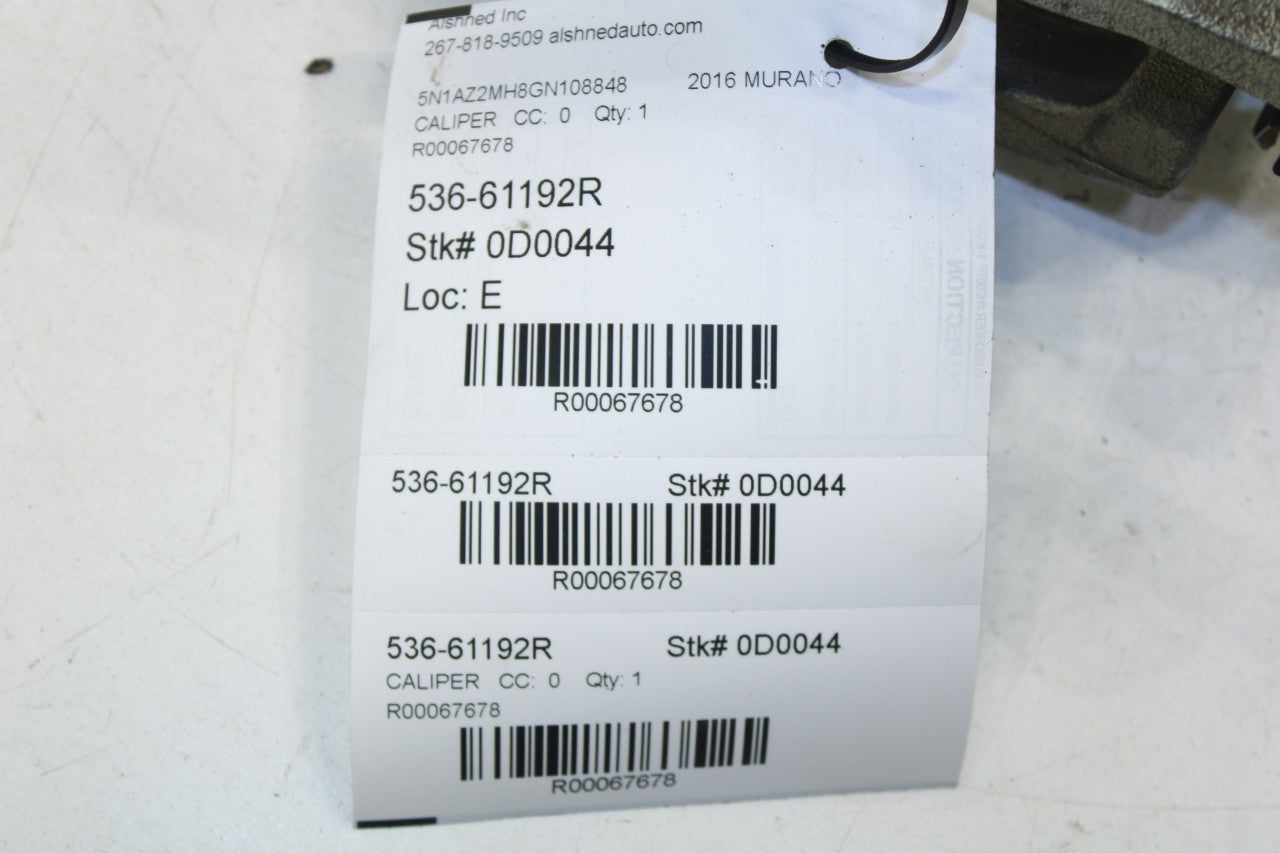 Alshned Inc
267-818-9509 alshnedauto.com
5N1AZ2MH8GN108848 2016 MURANO
CALIPER CC: 0 Qty: 1
R00067678
536-61192R
Stk# 0D0044
Loc: E
R00067678
536-61192R Stk# 0D0044
R00067678
536-61192R Stk# 0D0044
CALIPER CC: 0 Qty: 1
R00067678
R00067678